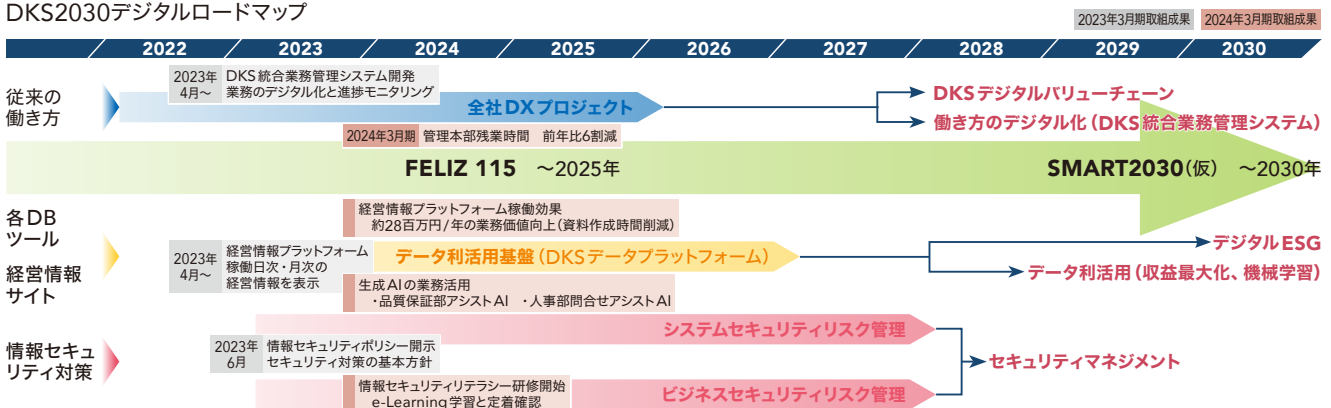 DKS2030デジタルロードマップ
2023年3月期取組成果 2024年3月期取組成果
2022 2023 2024 2025 2026 2027 2028 2029 2030
従来の
働き方
2023年
4月～
DKS統合業務管理システム開発
業務のデジタル化と進捗モニタリング
全社DXプロジェクト
DKSデジタルバリューチェーン
働き方のデジタル化（DKS統合業務管理システム）
2024年3月期 管理本部残業時間 前年比6割減
FELIZ 115 ～2025年
SMART2030（仮） ～2030年
各DB
ツール
経営情報
サイト
経営情報プラットフォーム稼働効果
約28百万円/年の業務価値向上（資料作成時間削減）
2023年
4月～
経営情報プラットフォーム
稼働日次・月次の
経営情報を表示
データ利活用基盤（DKSデータプラットフォーム）
デジタルESG
データ利活用（収益最大化、機械学習）
生成AIの業務活用
・品質保証部アシストAI ・人事部問合せアシストAI
情報セキュ
リティ対策
システムセキュリティリスク管理
2023年
6月
情報セキュリティポリシー開示
セキュリティ対策の基本方針
セキュリティマネジメント
情報セキュリティリテラシー研修開始
e-Learning学習と定着確認
ビジネスセキュリティリスク管理